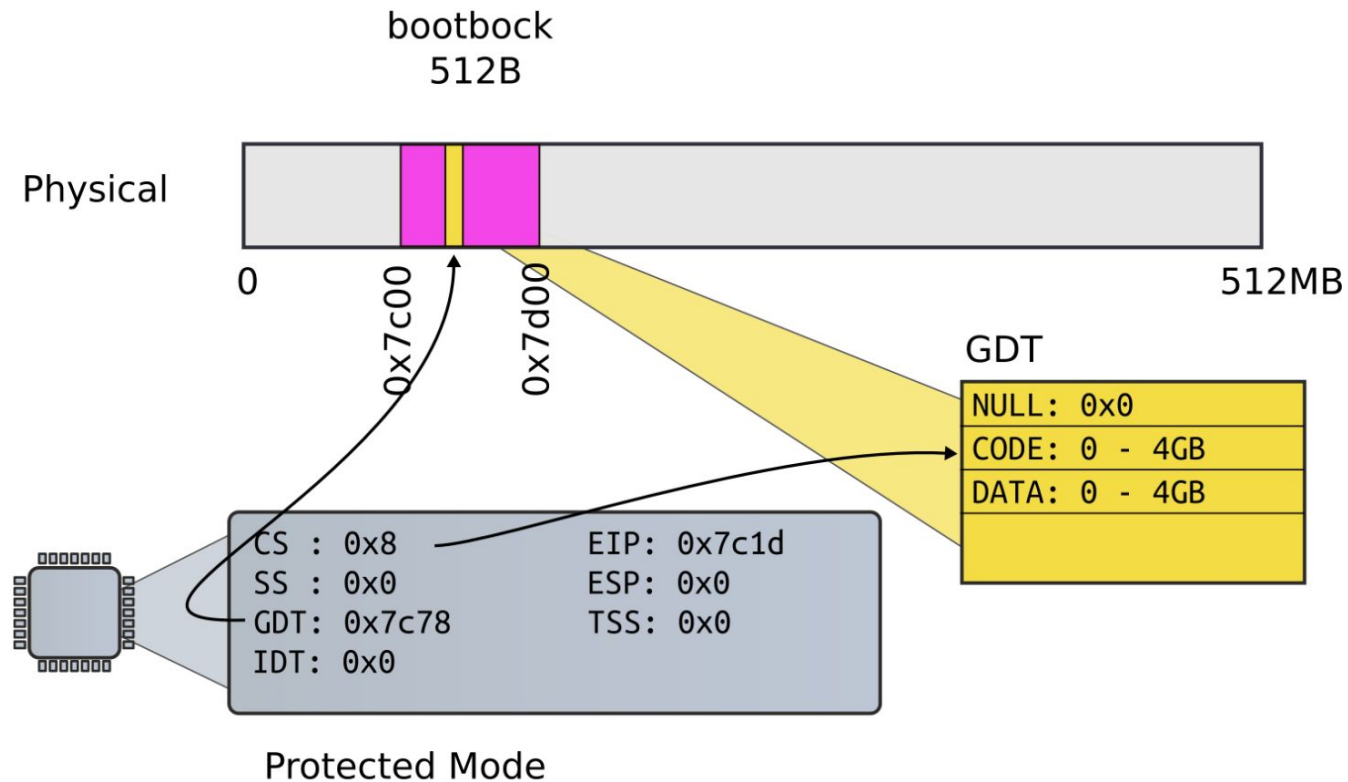 bootbock
512B
Physical
0
0x7c00
0x7d00
512MB
GDT
NULL: 0x0
CODE: 0 - 4GB
DATA: 0 - 4GB
CS : 0x8
EIP: 0x7c1d
SS : 0x0
ESP: 0x0
GDT: 0x7c78
TSS: 0x0
IDT: 0x0
Protected Mode